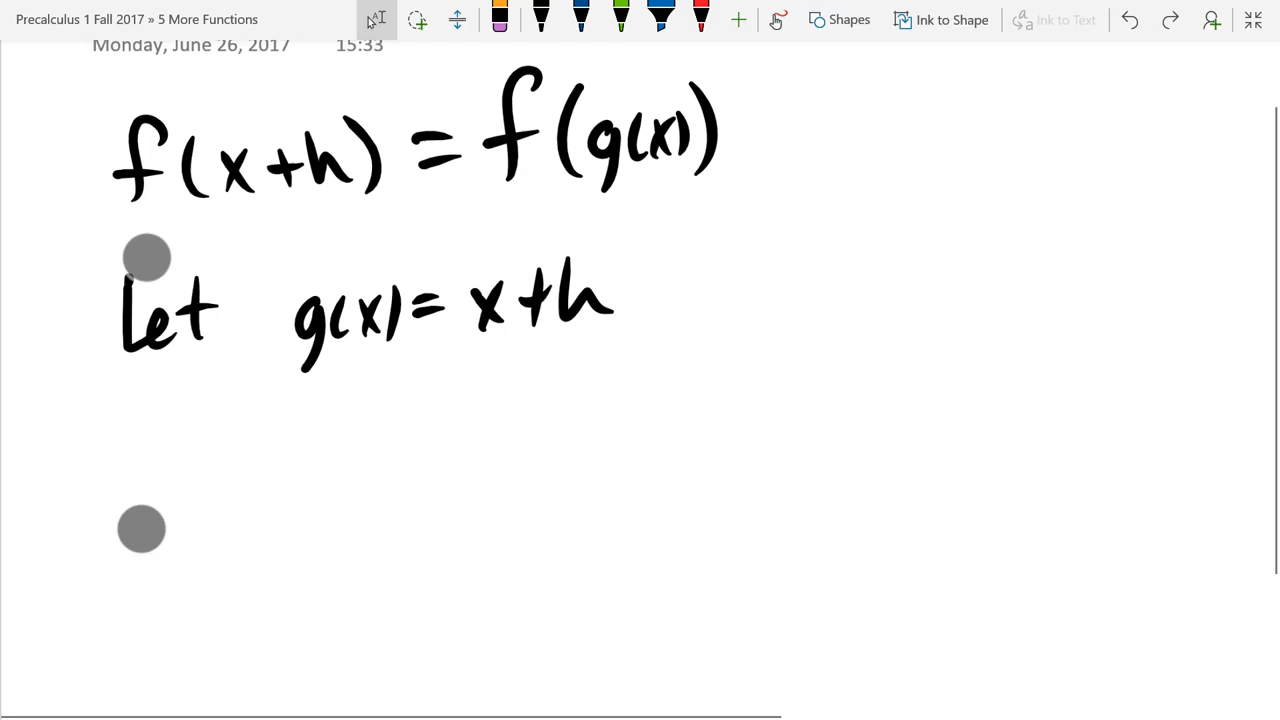 Precalculus 1 Fall 2017 » 5 More Functions Shapes Ink to Shape Ink to Text
Monday, June 26, 2017 15:33
f(x+h) = f(g(x))
Let g(x) = x+h